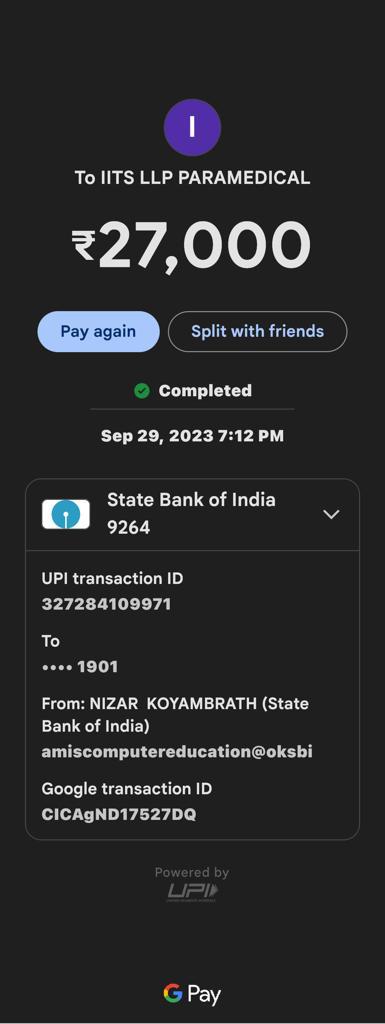 I
To IITS LLP PARAMEDICAL
₹27,000
Pay again
Split with friends
Completed
Sep 29, 2023 7:12 PM
State Bank of India
9264
UPI transaction ID
327284109971
To
•••• 1901
From: NIZAR KOYAMBRATH (State
Bank of India)
amiscomputereducation@oksbi
Google transaction ID
CICAgND17527DQ
Powered by
UPI
G Pay